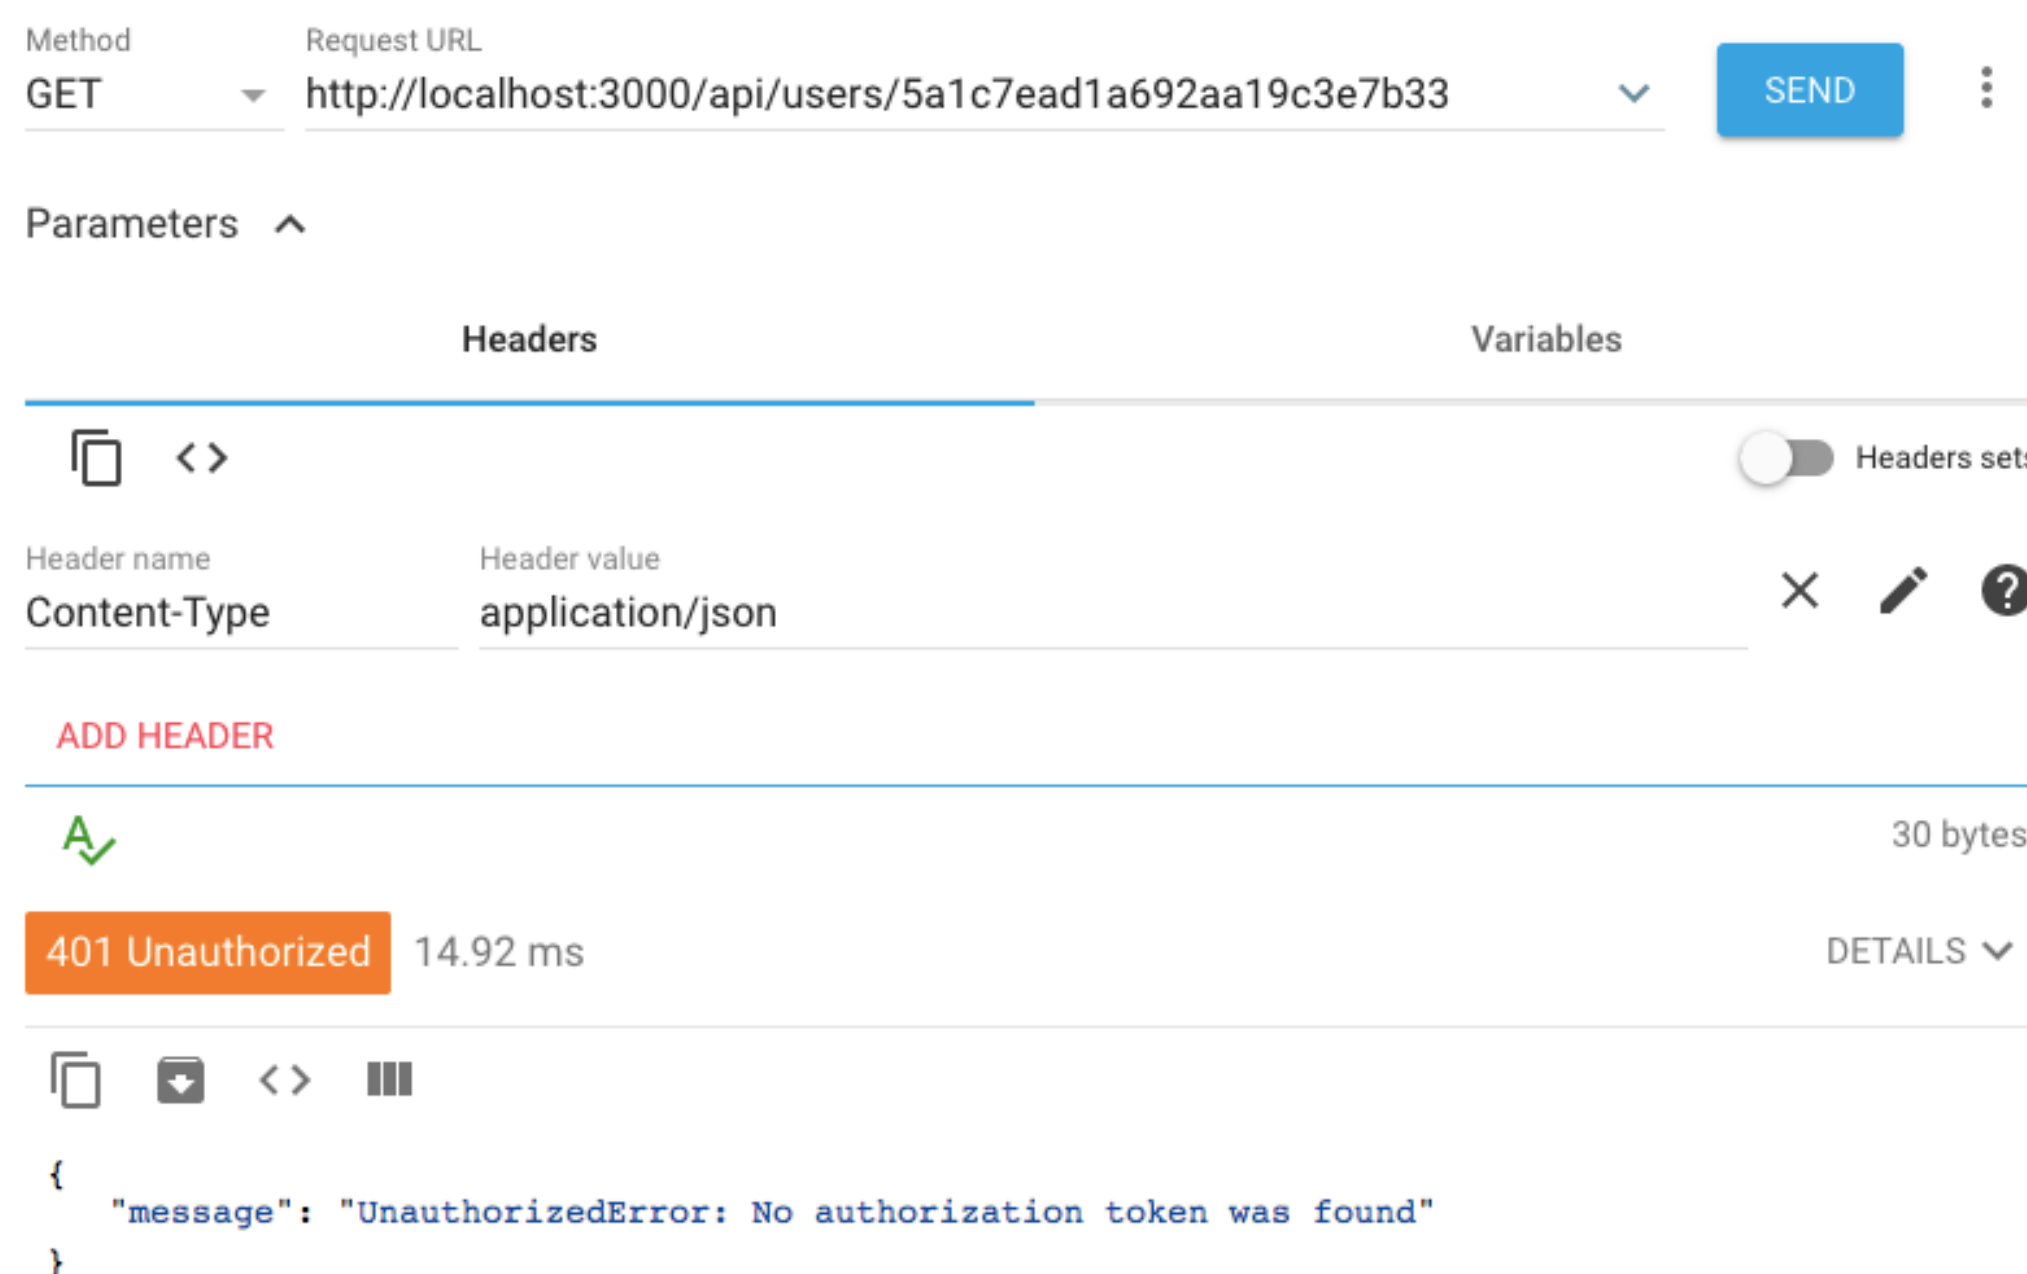 Method
Request URL
GET
http://localhost:3000/api/users/5a1c7ead1a692aa19c3e7b33
SEND
Parameters
Headers
Variables
Headers sets
Header name
Header value
Content-Type
application/json
ADD HEADER
30 bytes
401 Unauthorized
14.92 ms
DETAILS
{
"message": "UnauthorizedError: No authorization token was found"
}